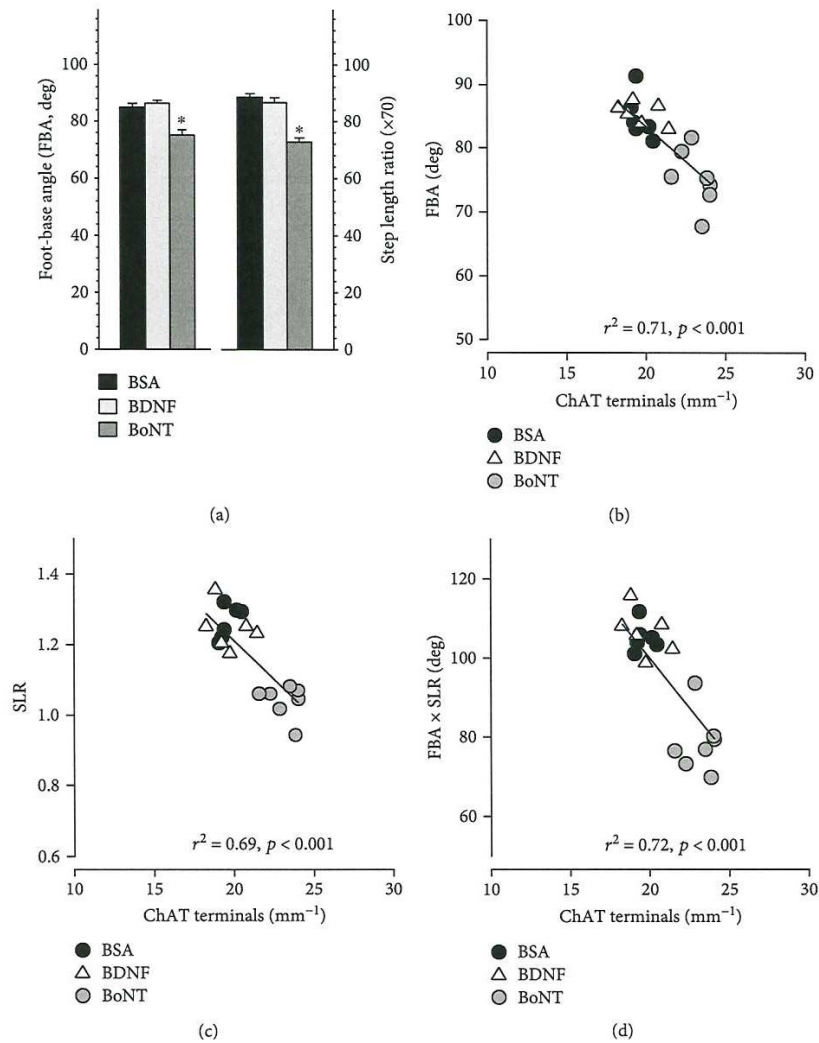 Foot-base angle (FBA, deg)
100
80
60
40
20
0
*
*
100
80
60
40
20
0
Step length ratio (×70)
BSA
BDNF
BoNT
(a)
FBA (deg)
100
90
80
70
60
50
r² = 0.71, p < 0.001
10 15 20 25 30
ChAT terminals (mm⁻¹)
BSA
BDNF
BoNT
(b)
SLR
1.4
1.2
1.0
0.8
0.6
r² = 0.69, p < 0.001
10 15 20 25 30
ChAT terminals (mm⁻¹)
BSA
BDNF
BoNT
(c)
FBA × SLR (deg)
120
100
80
60
r² = 0.72, p < 0.001
10 15 20 25 30
ChAT terminals (mm⁻¹)
BSA
BDNF
BoNT
(d)